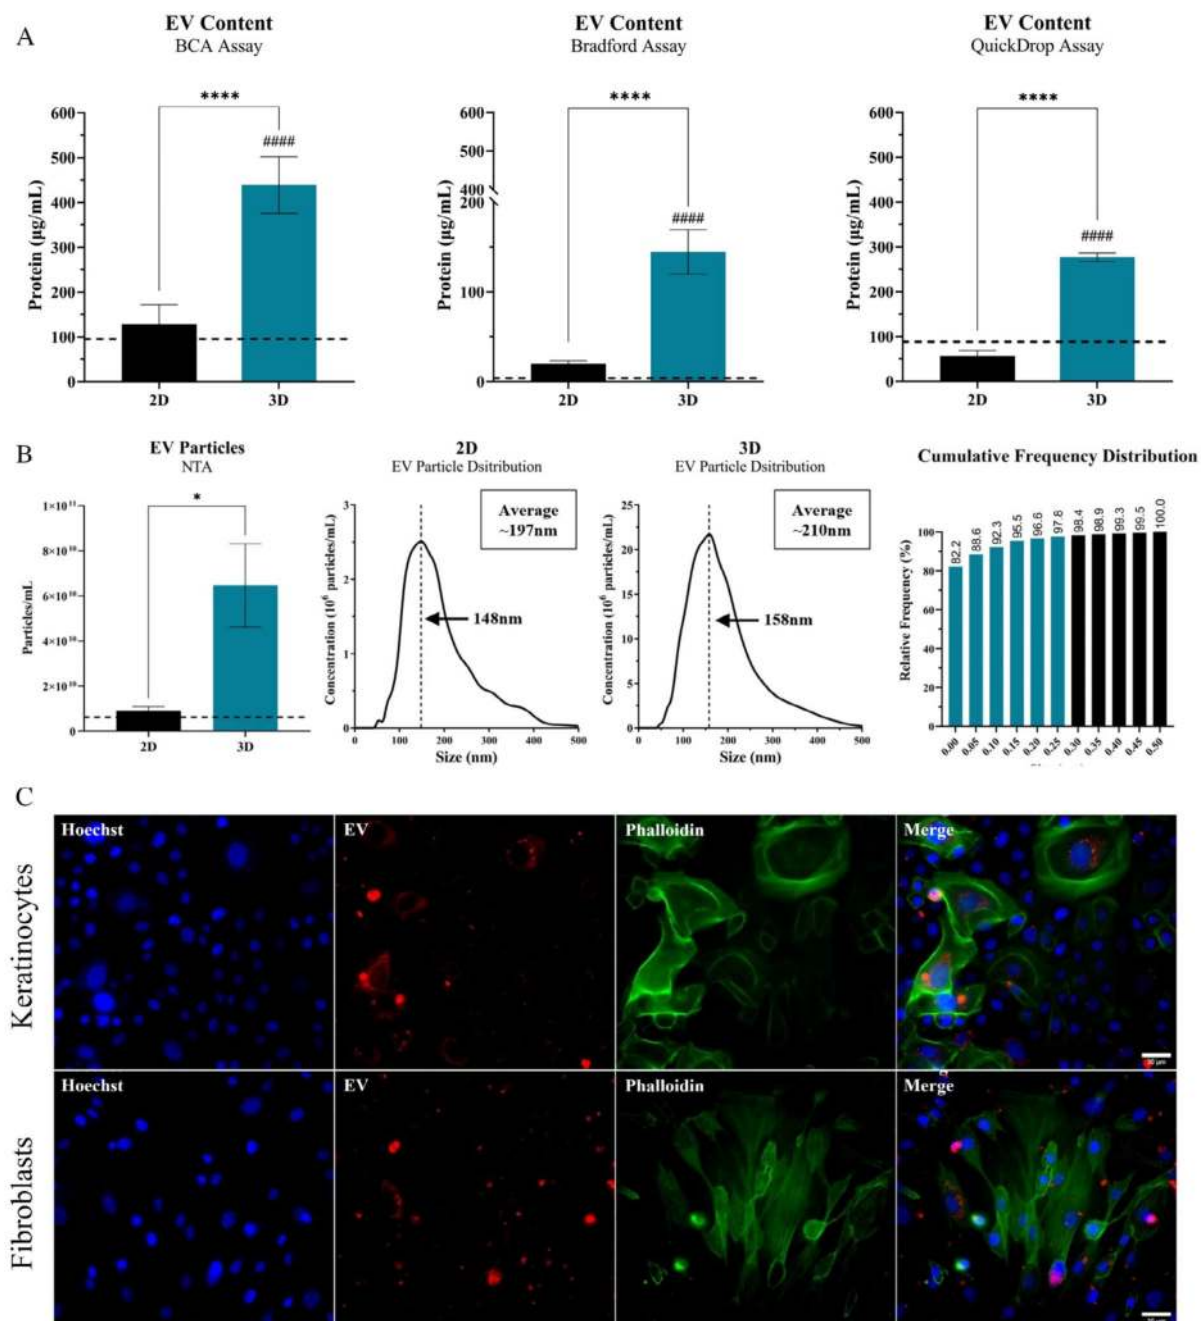 A
EV Content
BCA Assay
Protein (µg/mL)
600
500
400
300
200
100
0
****
####
2D
3D
EV Content
Bradford Assay
Protein (µg/mL)
600
500
400
200
100
0
****
####
2D
3D
EV Content
QuickDrop Assay
Protein (µg/mL)
600
500
400
300
200
100
0
****
####
2D
3D
B
EV Particles
NTA
Particles/mL
1×10¹¹
8×10¹⁰
6×10¹⁰
4×10¹⁰
2×10¹⁰
0
*
2D
3D
2D
EV Particle Dsitribution
Average
~197nm
148nm
Concentration (10⁶ particles/mL)
3
2
1
0
0 100 200 300 400 500
Size (nm)
3D
EV Particle Dsitribution
Average
~210nm
158nm
Concentration (10⁶ particles/mL)
25
20
15
10
5
0
0 100 200 300 400 500
Size (nm)
Cumulative Frequency Distribution
Relative Frequency (%)
100
80
60
40
20
0
82.2 88.6 92.3 95.5 96.6 97.8 98.4 98.9 99.3 99.5 100.0
0.00 0.05 0.10 0.15 0.20 0.25 0.30 0.35 0.40 0.45 0.50
C
Keratinocytes
Hoechst
EV
Phalloidin
Merge
Fibroblasts
Hoechst
EV
Phalloidin
Merge